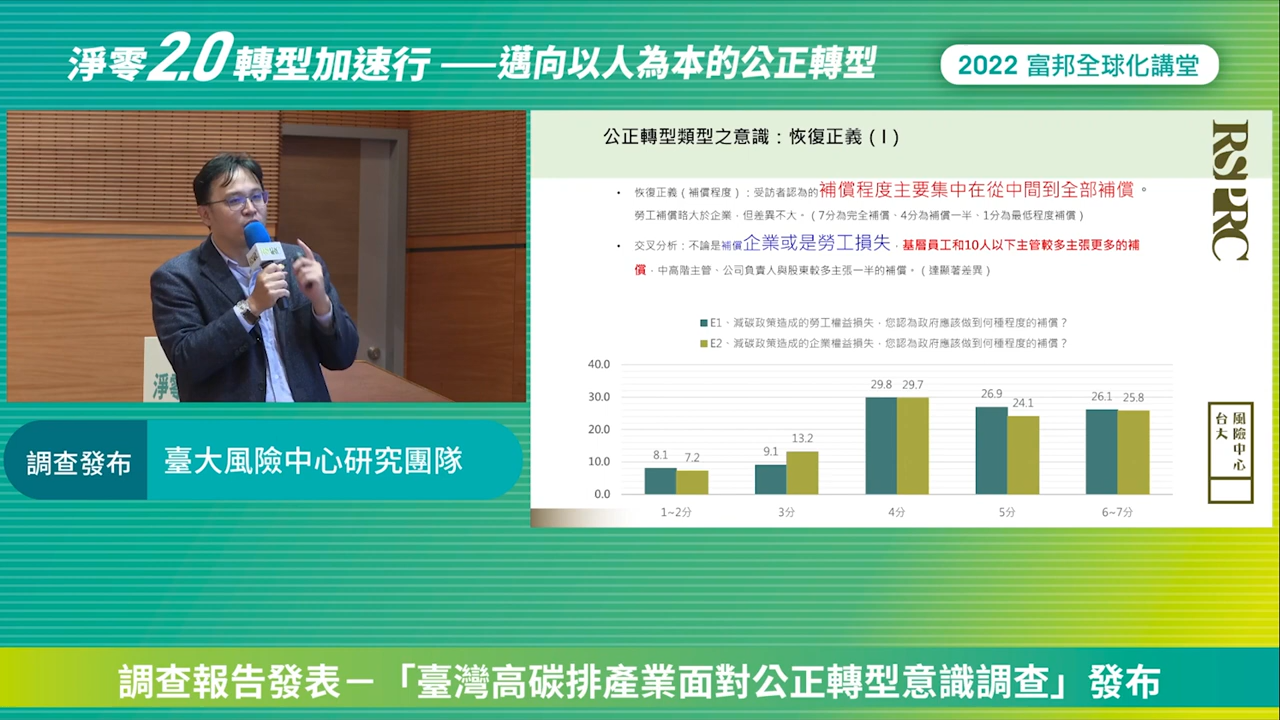 淨零2.0轉型加速行——邁向以人為本的公正轉型
2022 富邦全球化講堂
公正轉型類型之意識：恢復正義 ( I )
• 恢復正義（補償程度）：受訪者認為的補償程度主要集中在從中間到全部補償。
勞工補償略大於企業，但差異不大。（7分為完全補償、4分為補償一半、1分為最低程度補償）
• 交叉分析：不論是補償企業或是勞工損失，基層員工和10人以下主管較多主張更多的補
償，中高階主管、公司負責人與股東較多主張一半的補償。（達顯著差異）
E1、減碳政策造成的勞工權益損失，您認為政府應該做到何種程度的補償？
E2、減碳政策造成的企業權益損失，您認為政府應該做到何種程度的補償？
40.0
30.0
20.0
10.0
0.0
8.1 7.2
9.1 13.2
29.8 29.7
26.9 24.1
26.1 25.8
1~2分 3分 4分 5分 6~7分
RSPRC
台大
風險中心
淨零
調查發布
臺大風險中心研究團隊
調查報告發表－「臺灣高碳排產業面對公正轉型意識調查」發布